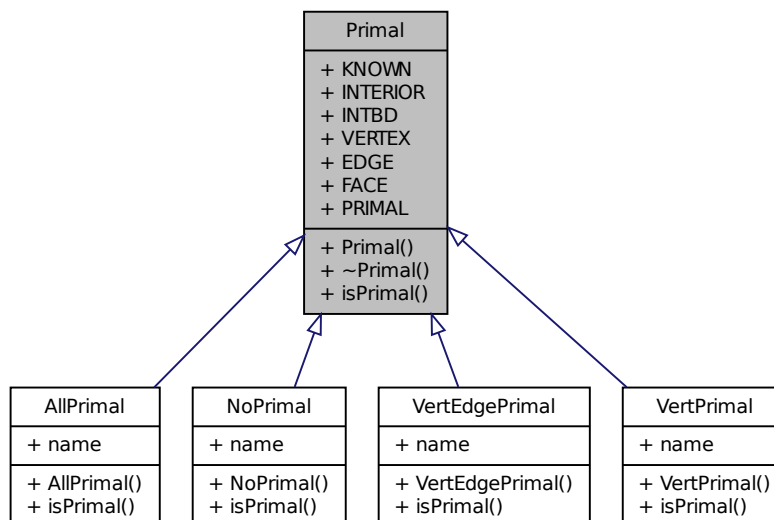 Primal
+ KNOWN
+ INTERIOR
+ INTBD
+ VERTEX
+ EDGE
+ FACE
+ PRIMAL
+ Primal()
+ ~Primal()
+ isPrimal()
AllPrimal
+ name
+ AllPrimal()
+ isPrimal()
NoPrimal
+ name
+ NoPrimal()
+ isPrimal()
VertEdgePrimal
+ name
+ VertEdgePrimal()
+ isPrimal()
VertPrimal
+ name
+ VertPrimal()
+ isPrimal()